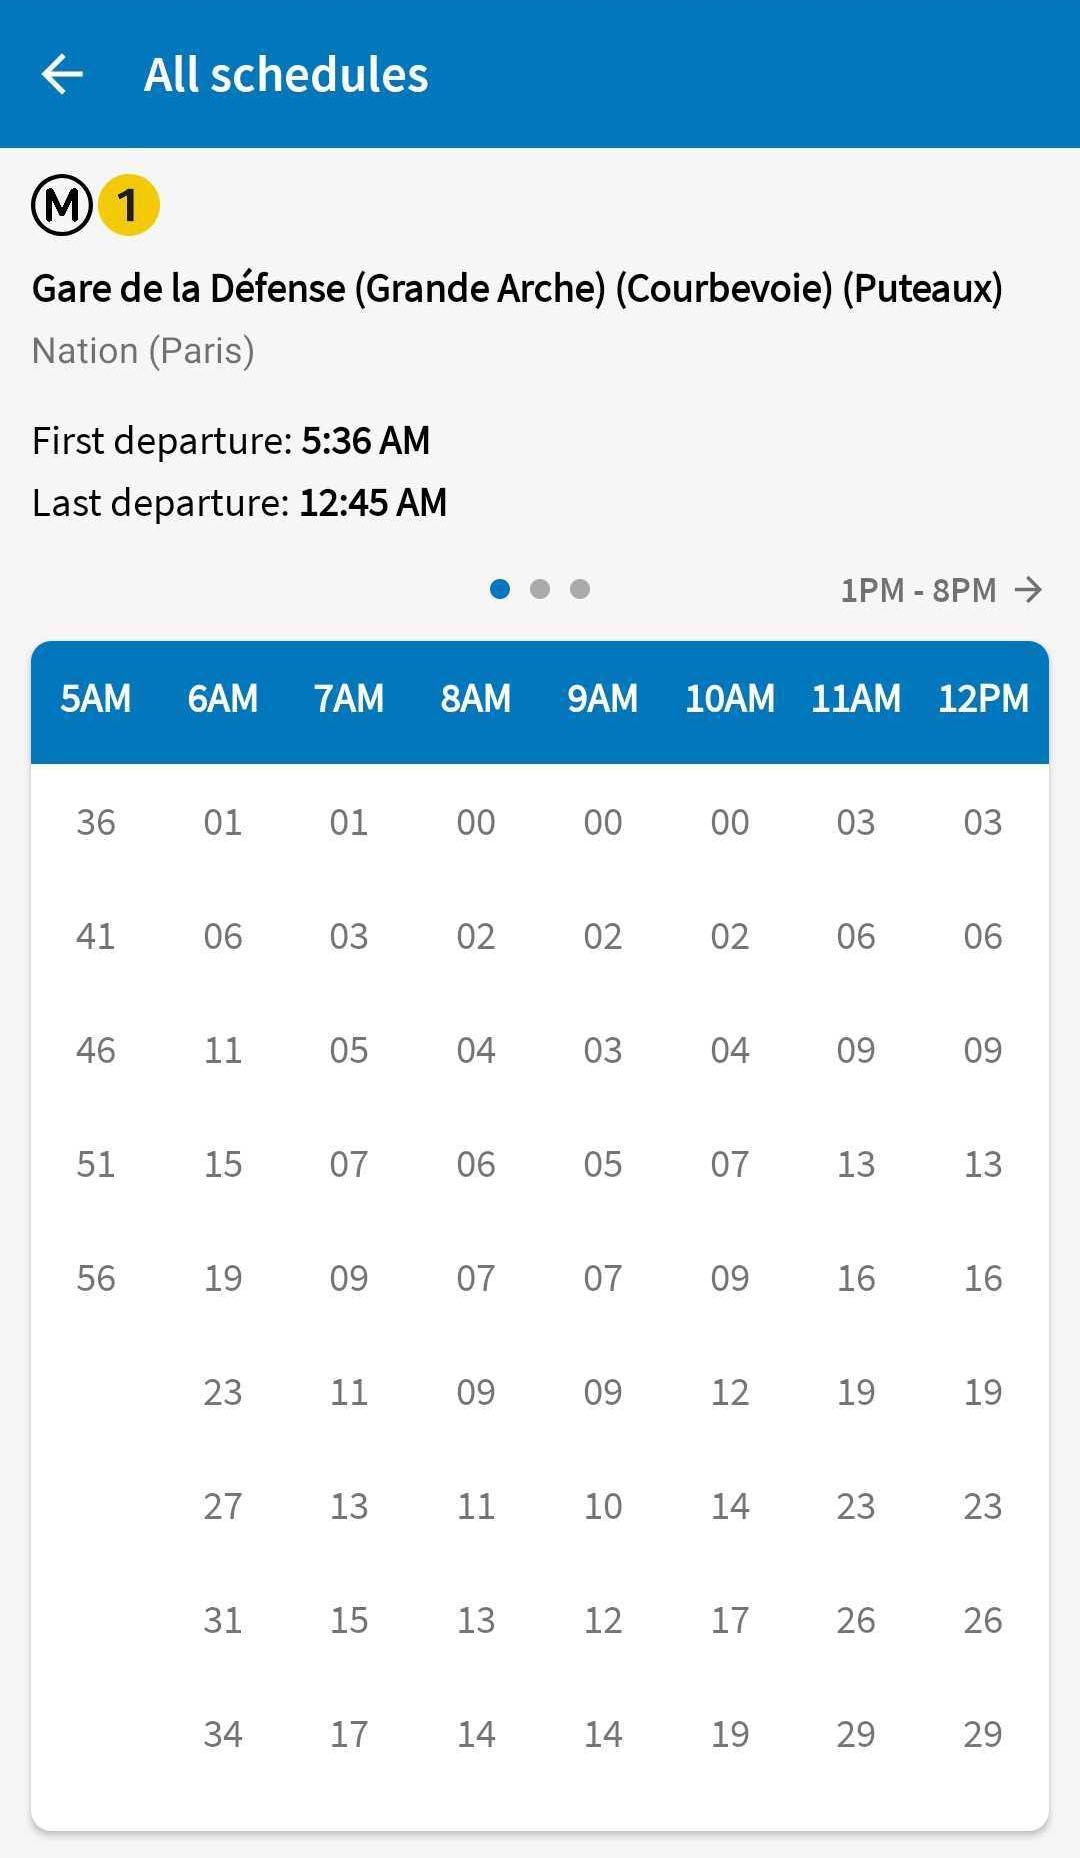 All schedules
M 1
Gare de la Défense (Grande Arche) (Courbevoie) (Puteaux)
Nation (Paris)
First departure: 5:36 AM
Last departure: 12:45 AM
1PM - 8PM
5AM 6AM 7AM 8AM 9AM 10AM 11AM 12PM
36 01 01 00 00 00 03 03
41 06 03 02 02 02 06 06
46 11 05 04 03 04 09 09
51 15 07 06 05 07 13 13
56 19 09 07 07 09 16 16
23 11 09 09 12 19 19
27 13 11 10 14 23 23
31 15 13 12 17 26 26
34 17 14 14 19 29 29